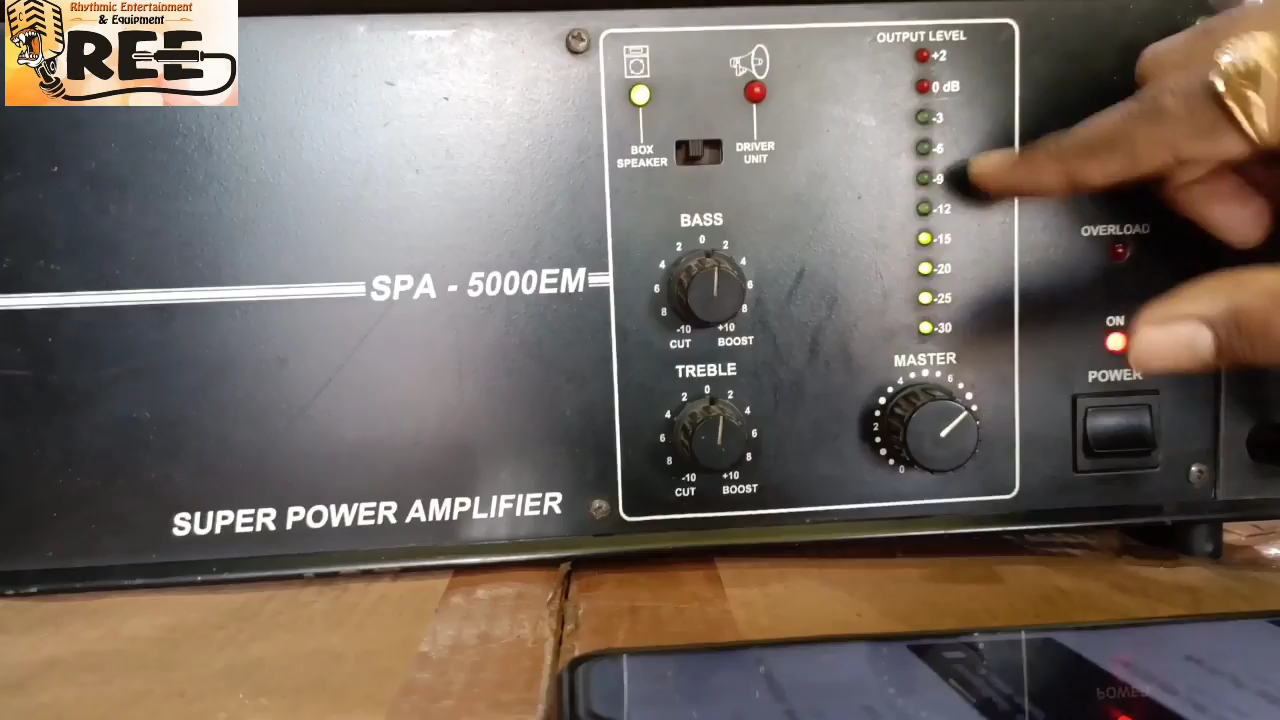 Rhythmic Entertainment
& Equipment
REE
OUTPUT LEVEL
+2
0 dB
-3
-6
-9
-12
-15
-20
-25
-30
BOX
SPEAKER
DRIVER
UNIT
BASS
2 0 2
4 4
6 6
8 8
-10 +10
CUT BOOST
SPA - 5000EM
TREBLE
2 0 2
4 4
6 6
8 8
-10 +10
CUT BOOST
MASTER
4 6
2
0
OVERLOAD
ON
POWER
SUPER POWER AMPLIFIER
POWER